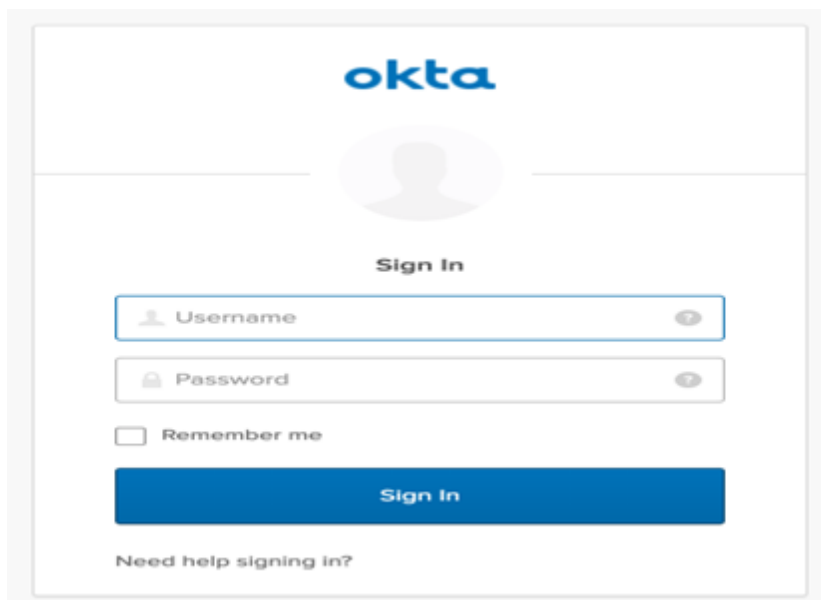 okta
Sign In
Username
Password
Remember me
Sign In
Need help signing in?